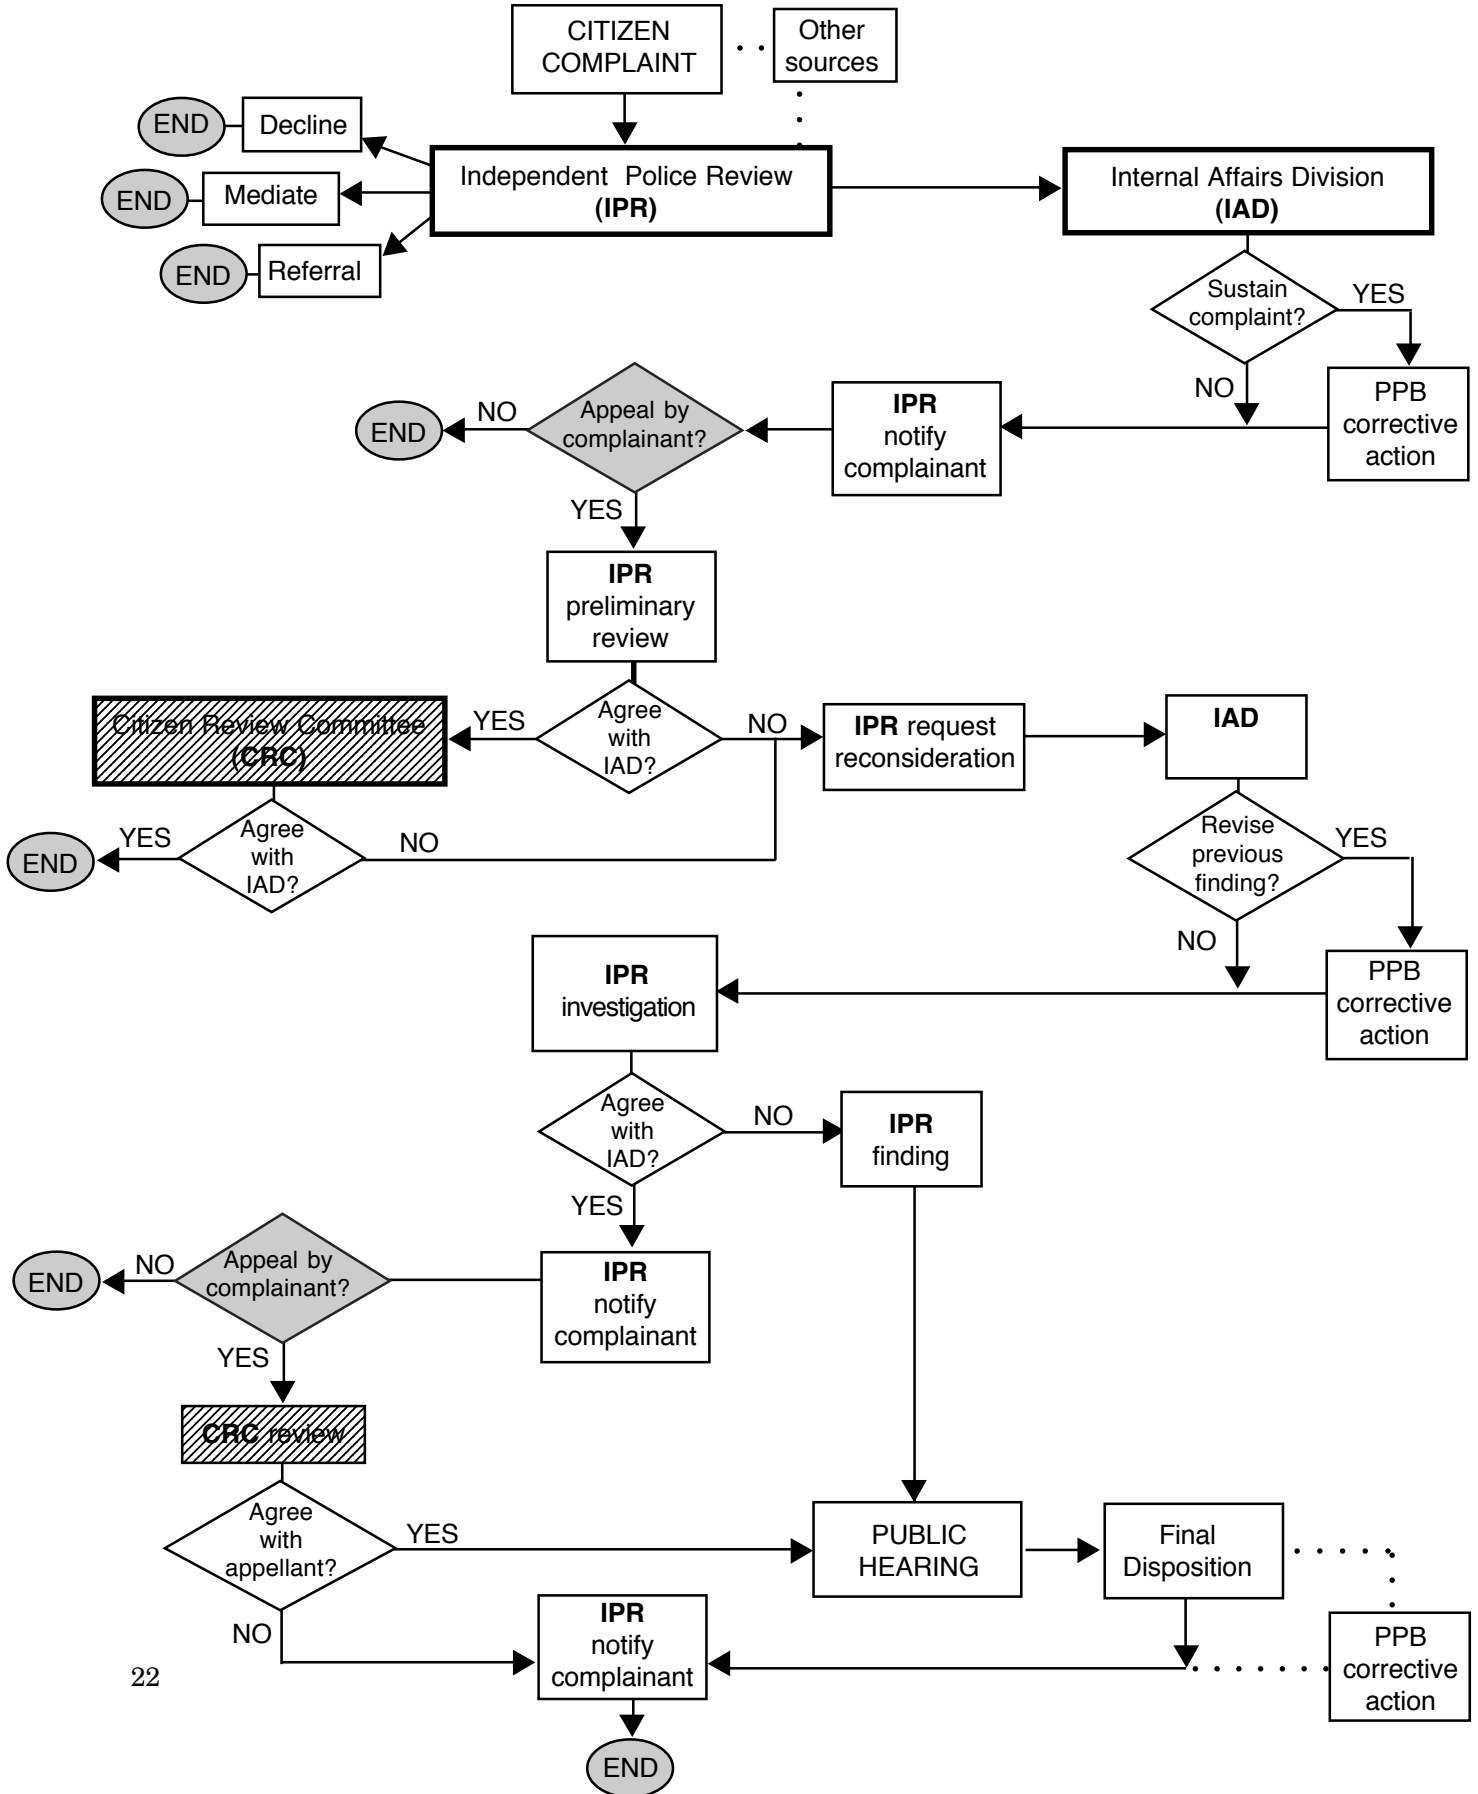 CITIZEN
COMPLAINT
Other
sources
END
Decline
Independent Police Review
(IPR)
Internal Affairs Division
(IAD)
END
Mediate
END
Referral
Sustain
complaint?
YES
NO
PPB
corrective
action
IPR
notify
complainant
Appeal by
complainant?
NO
END
YES
IPR
preliminary
review
Citizen Review Committee
(CRC)
YES
Agree
with
IAD?
NO
IPR request
reconsideration
IAD
END
YES
Agree
with
IAD?
NO
Revise
previous
finding?
YES
NO
PPB
corrective
action
IPR
investigation
Agree
with
IAD?
NO
IPR
finding
YES
END
NO
Appeal by
complainant?
IPR
notify
complainant
YES
CRC review
Agree
with
appellant?
YES
PUBLIC
HEARING
Final
Disposition
NO
IPR
notify
complainant
PPB
corrective
action
22
END